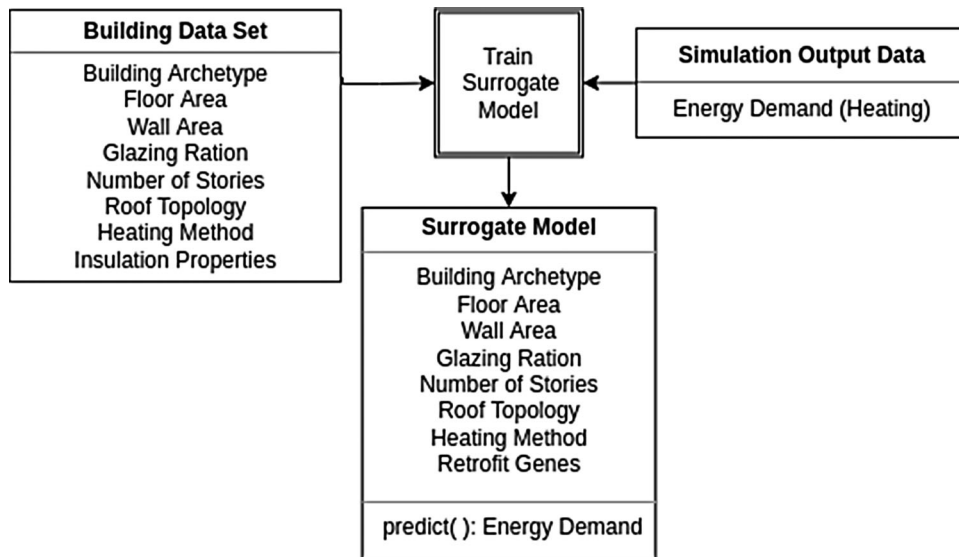 Building Data Set
Building Archetype
Floor Area
Wall Area
Glazing Ration
Number of Stories
Roof Topology
Heating Method
Insulation Properties
Train
Surrogate
Model
Simulation Output Data
Energy Demand (Heating)
Surrogate Model
Building Archetype
Floor Area
Wall Area
Glazing Ration
Number of Stories
Roof Topology
Heating Method
Retrofit Genes
predict( ): Energy Demand